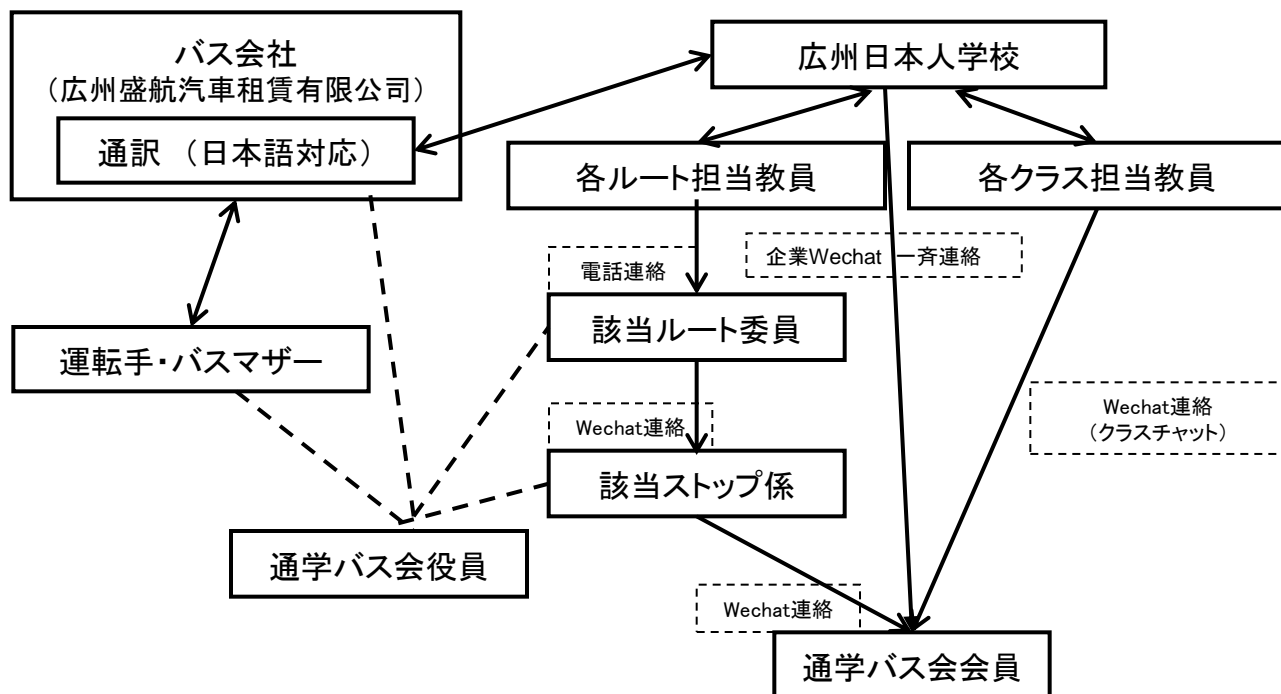 バス会社
（広州盛航汽車租賃有限公司）
通訳 （日本語対応）
広州日本人学校
各ルート担当教員
各クラス担当教員
企業Wechat 一斉連絡
電話連絡
該当ルート委員
運転手・バスマザー
Wechat連絡
Wechat連絡
（クラスチャット）
該当ストップ係
通学バス会役員
Wechat連絡
通学バス会会員